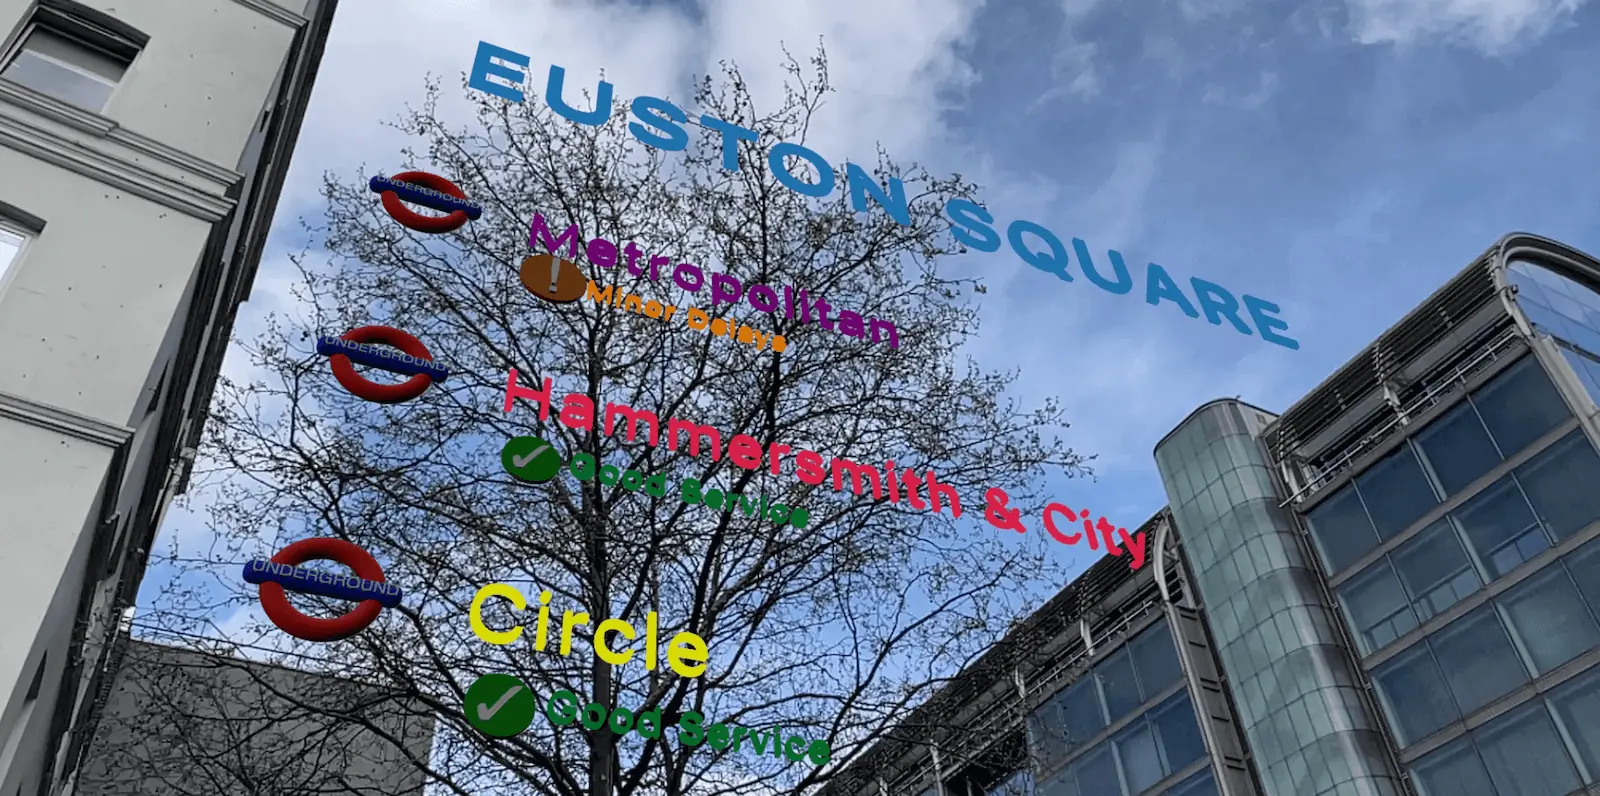 EUSTON SQUARE
UNDERGROUND
Metropolitan
! Minor Delays
UNDERGROUND
Hammersmith & City
Good Service
UNDERGROUND
Circle
Good Service